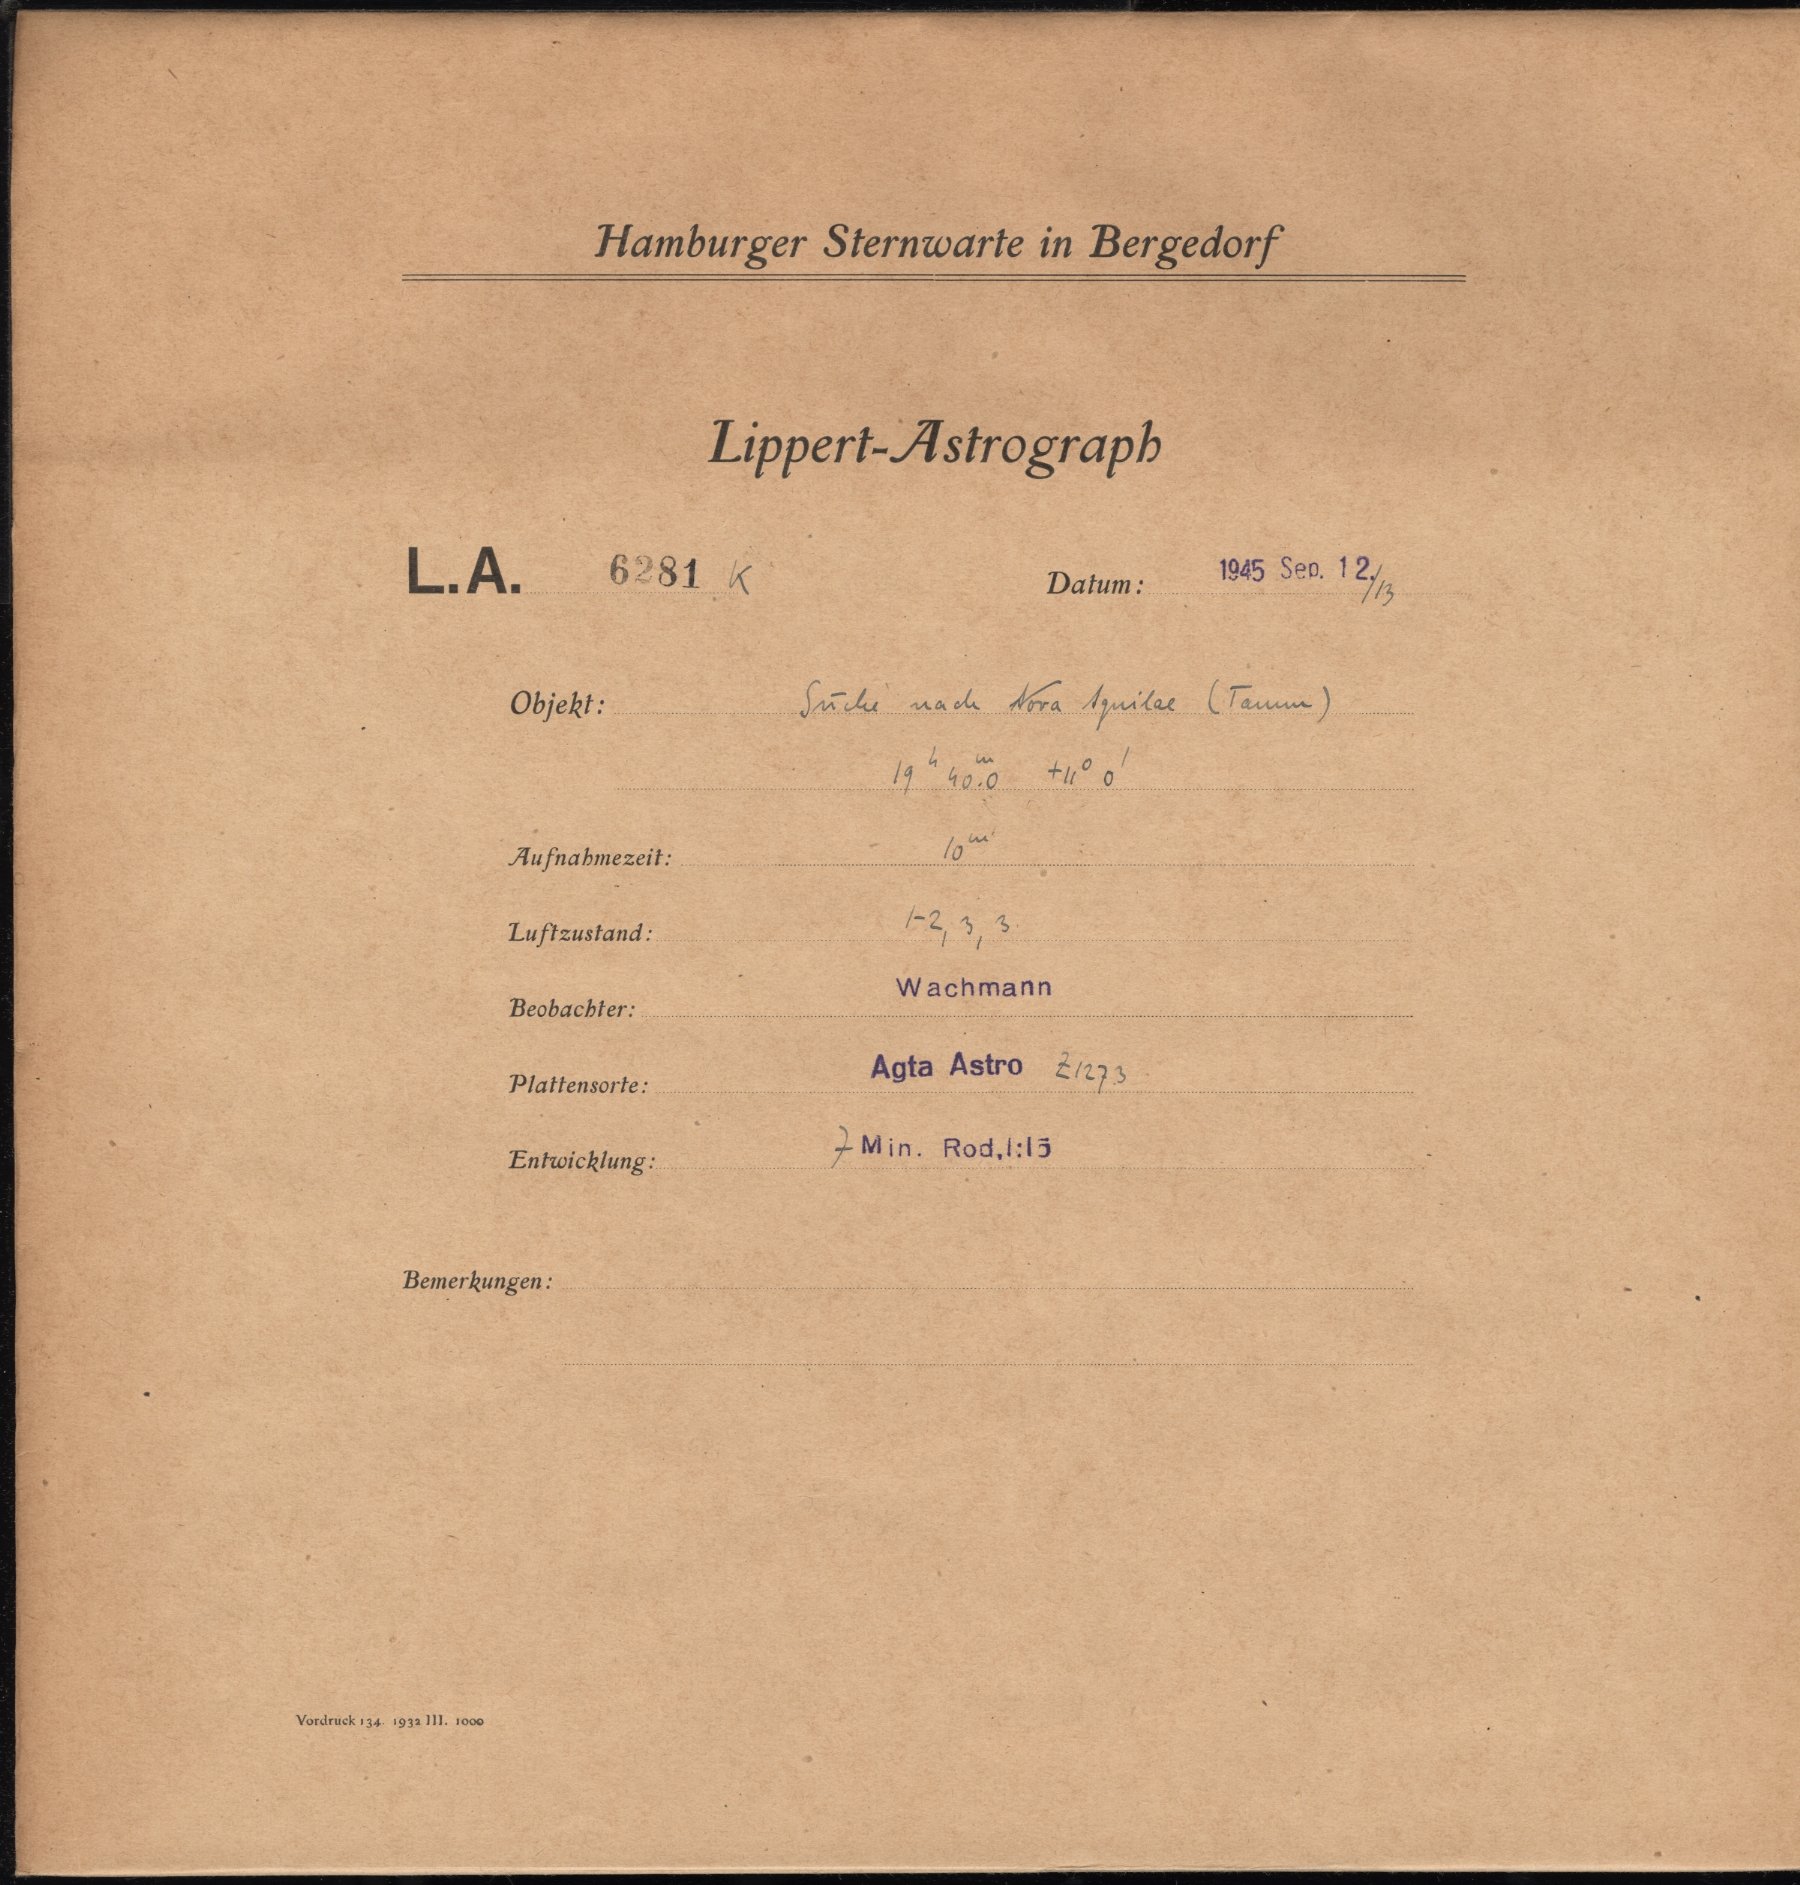 Hamburger Sternwarte in Bergedorf
Lippert-Astrograph
L.A. 6281 K Datum: 1945 Sep. 12./13
Objekt: Suche nach Nova Aquilae (Tamm)
19ʰ 40.0ᵐ +11° 0'
Aufnahmezeit: 10ᵐ
Luftzustand: 1-2, 3, 3
Beobachter: Wachmann
Plattensorte: Agfa Astro Z1273
Entwicklung: 7 Min. Rod. 1:15
Bemerkungen:
Vordruck 134. 1932 III. 1000